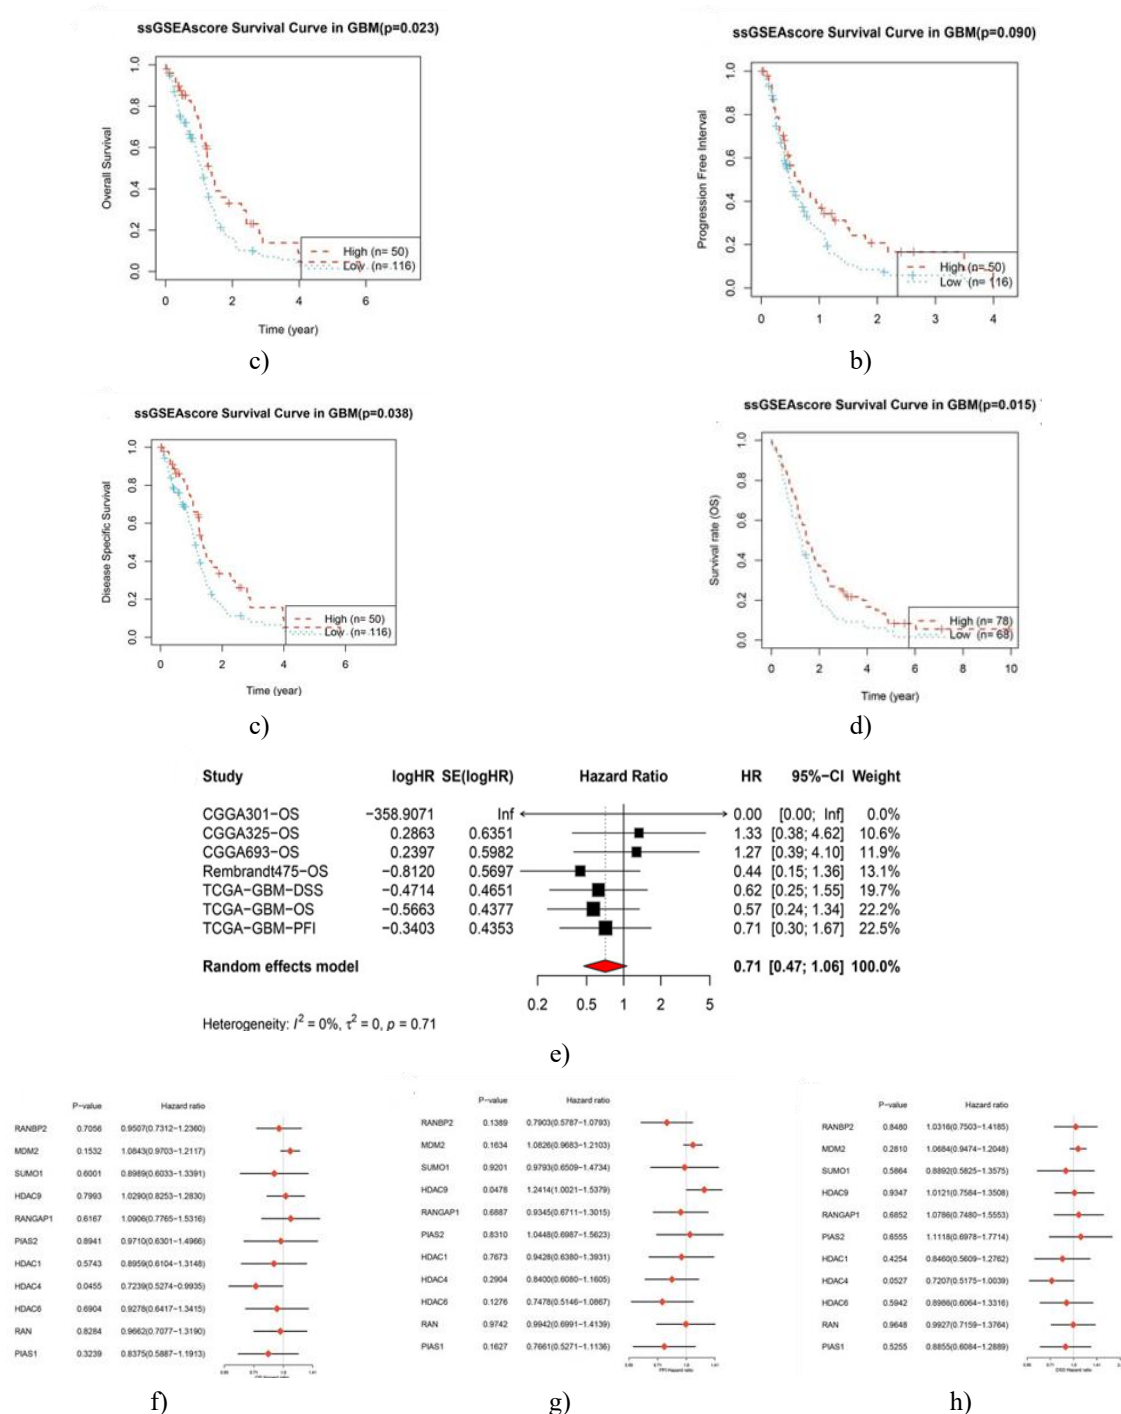 ssGSEAscore Survival Curve in GBM(p=0.023)
Overall Survival
1.0
0.8
0.6
0.4
0.2
0.0
High (n= 50)
Low (n= 116)
0 2 4 6
Time (year)
c)
ssGSEAscore Survival Curve in GBM(p=0.090)
Progression Free Interval
1.0
0.8
0.6
0.4
0.2
0.0
High (n= 50)
Low (n= 116)
0 1 2 3 4
b)
ssGSEAscore Survival Curve in GBM(p=0.038)
Disease Specific Survival
1.0
0.8
0.6
0.4
0.2
0.0
High (n= 50)
Low (n= 116)
0 2 4 6
Time (year)
c)
ssGSEAscore Survival Curve in GBM(p=0.015)
Survival rate (OS)
1.0
0.8
0.6
0.4
0.2
0.0
High (n= 78)
Low (n= 68)
0 2 4 6 8 10
Time (year)
d)
Study logHR SE(logHR) Hazard Ratio HR 95%-CI Weight
CGGA301-OS -358.9071 Inf 0.00 [0.00; Inf] 0.0%
CGGA325-OS 0.2863 0.6351 1.33 [0.38; 4.62] 10.6%
CGGA693-OS 0.2397 0.5982 1.27 [0.39; 4.10] 11.9%
Rembrandt475-OS -0.8120 0.5697 0.44 [0.15; 1.36] 13.1%
TCGA-GBM-DSS -0.4714 0.4651 0.62 [0.25; 1.55] 19.7%
TCGA-GBM-OS -0.5663 0.4377 0.57 [0.24; 1.34] 22.2%
TCGA-GBM-PFI -0.3403 0.4353 0.71 [0.30; 1.67] 22.5%
Random effects model 0.71 [0.47; 1.06] 100.0%
0.2 0.5 1 2 5
Heterogeneity: I² = 0%, τ² = 0, p = 0.71
e)
P-value Hazard ratio
RANBP2 0.7056 0.9507(0.7312-1.2360)
MDM2 0.1532 1.0843(0.9703-1.2117)
SUMO1 0.6001 0.8989(0.6033-1.3391)
HDAC9 0.7993 1.0290(0.8253-1.2830)
RANGAP1 0.6167 1.0906(0.7765-1.5316)
PIAS2 0.8941 0.9710(0.6301-1.4966)
HDAC1 0.5743 0.8959(0.6104-1.3148)
HDAC4 0.0455 0.7239(0.5274-0.9935)
HDAC6 0.6904 0.9278(0.6417-1.3415)
RAN 0.8284 0.9662(0.7077-1.3190)
PIAS1 0.3239 0.8375(0.5887-1.1913)
f)
P-value Hazard ratio
RANBP2 0.1389 0.7903(0.5787-1.0793)
MDM2 0.1634 1.0826(0.9683-1.2103)
SUMO1 0.9201 0.9793(0.6509-1.4734)
HDAC9 0.0478 1.2414(1.0021-1.5379)
RANGAP1 0.6887 0.9345(0.6711-1.3015)
PIAS2 0.8310 1.0448(0.6987-1.5623)
HDAC1 0.7673 0.9428(0.6380-1.3931)
HDAC4 0.2904 0.8400(0.6080-1.1605)
HDAC6 0.1276 0.7478(0.5146-1.0867)
RAN 0.9742 0.9942(0.6991-1.4139)
PIAS1 0.1627 0.7661(0.5271-1.1136)
PFI Hazard ratio
g)
P-value Hazard ratio
RANBP2 0.8480 1.0316(0.7503-1.4185)
MDM2 0.2810 1.0684(0.9474-1.2048)
SUMO1 0.5864 0.8892(0.5825-1.3575)
HDAC9 0.9347 1.0121(0.7584-1.3508)
RANGAP1 0.6852 1.0786(0.7480-1.5553)
PIAS2 0.6555 1.1118(0.6978-1.7714)
HDAC1 0.4254 0.8460(0.5609-1.2762)
HDAC4 0.0527 0.7207(0.5175-1.0039)
HDAC6 0.5942 0.8986(0.6064-1.3316)
RAN 0.9648 0.9927(0.7159-1.3764)
PIAS1 0.5255 0.8855(0.6084-1.2889)
DSS Hazard ratio
h)